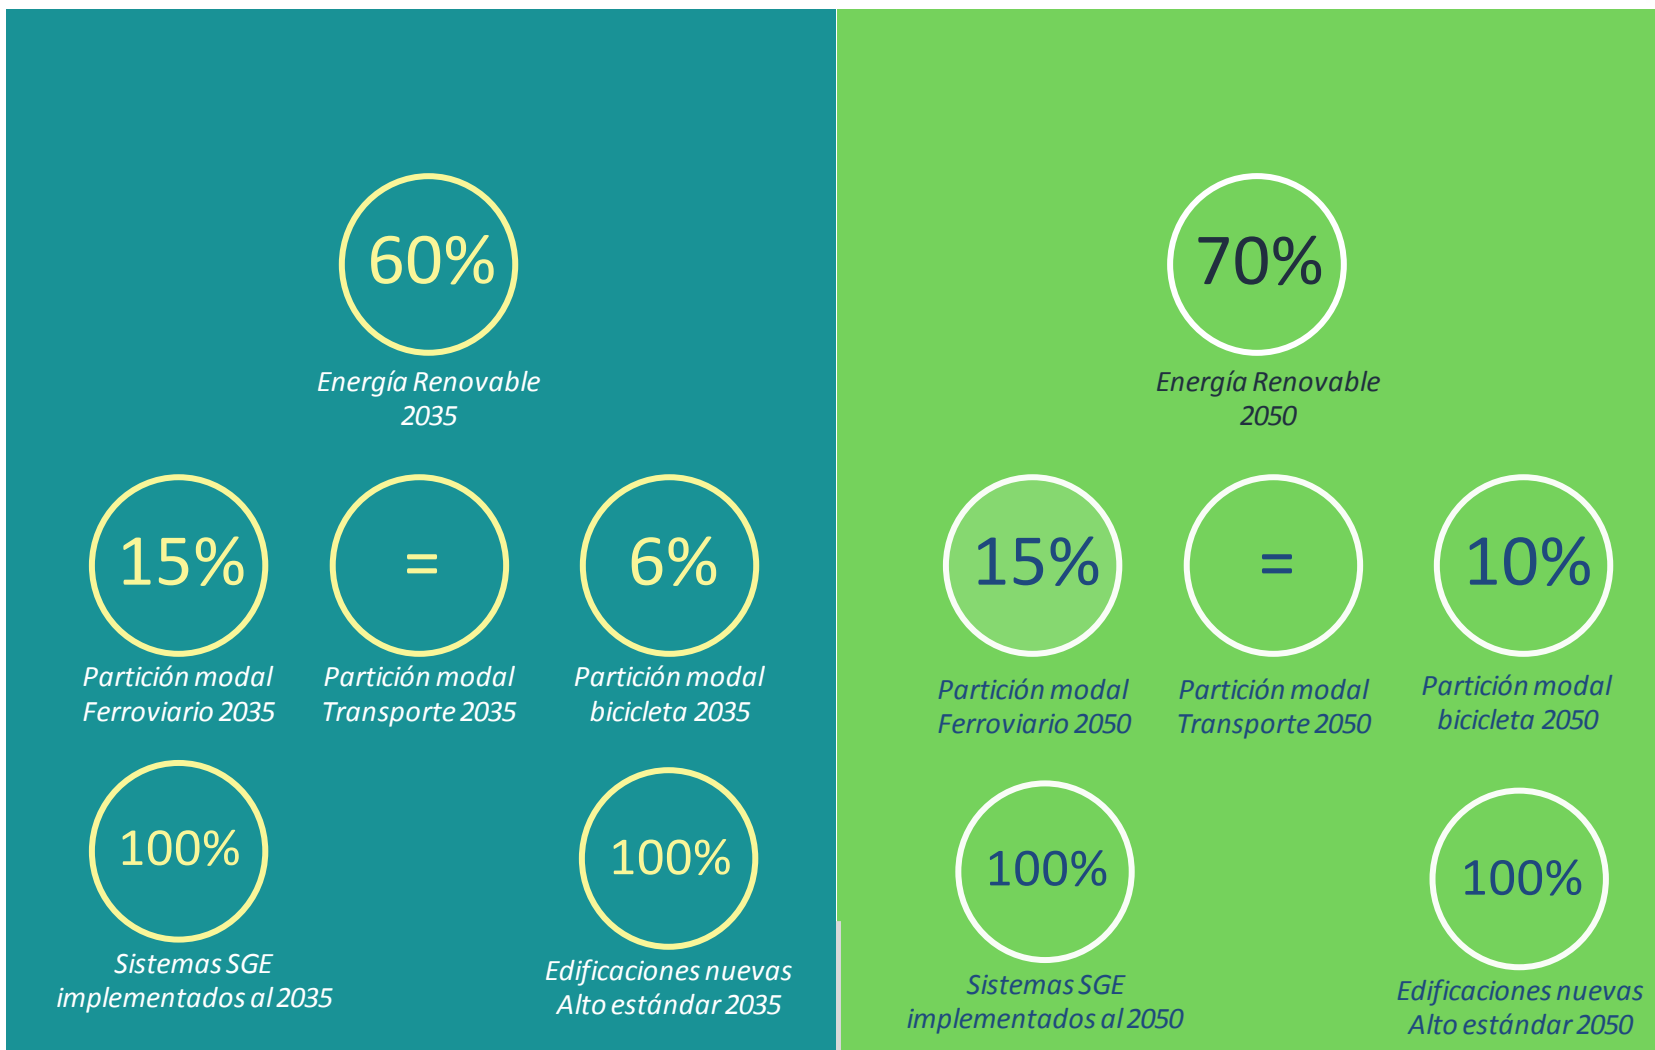 60%
Energía Renovable
2035
15%
=
6%
Partición modal
Ferroviario 2035
Partición modal
Transporte 2035
Partición modal
bicicleta 2035
100%
100%
Sistemas SGE
implementados al 2035
Edificaciones nuevas
Alto estándar 2035
70%
Energía Renovable
2050
15%
=
10%
Partición modal
Ferroviario 2050
Partición modal
Transporte 2050
Partición modal
bicicleta 2050
100%
100%
Sistemas SGE
implementados al 2050
Edificaciones nuevas
Alto estándar 2050